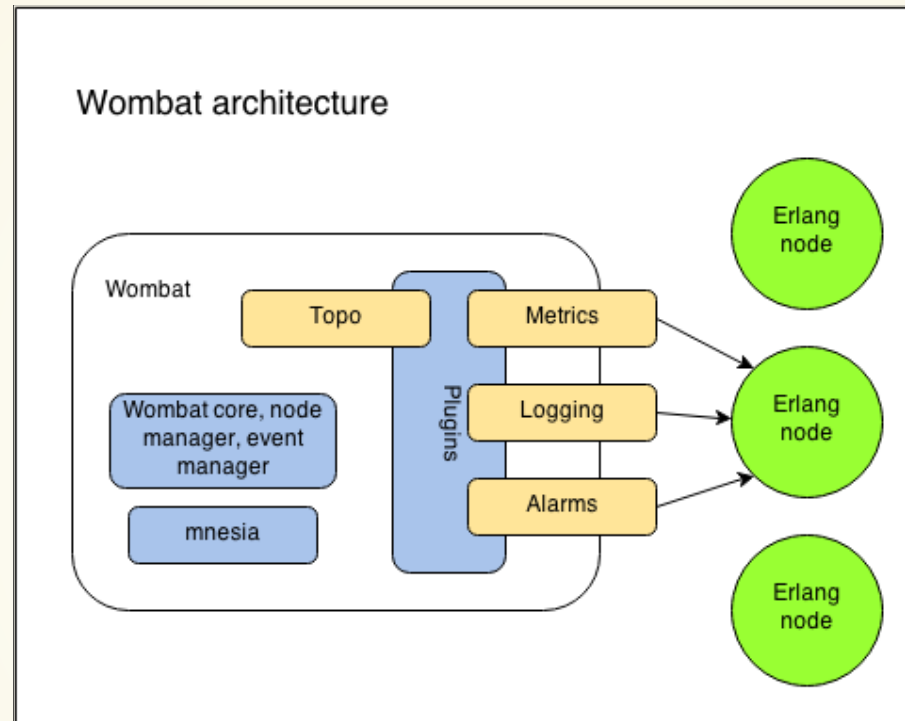 Wombat architecture
Erlang
node
Wombat
Topo
Metrics
Plugins
Wombat core, node
manager, event
manager
Logging
Erlang
node
mnesia
Alarms
Erlang
node